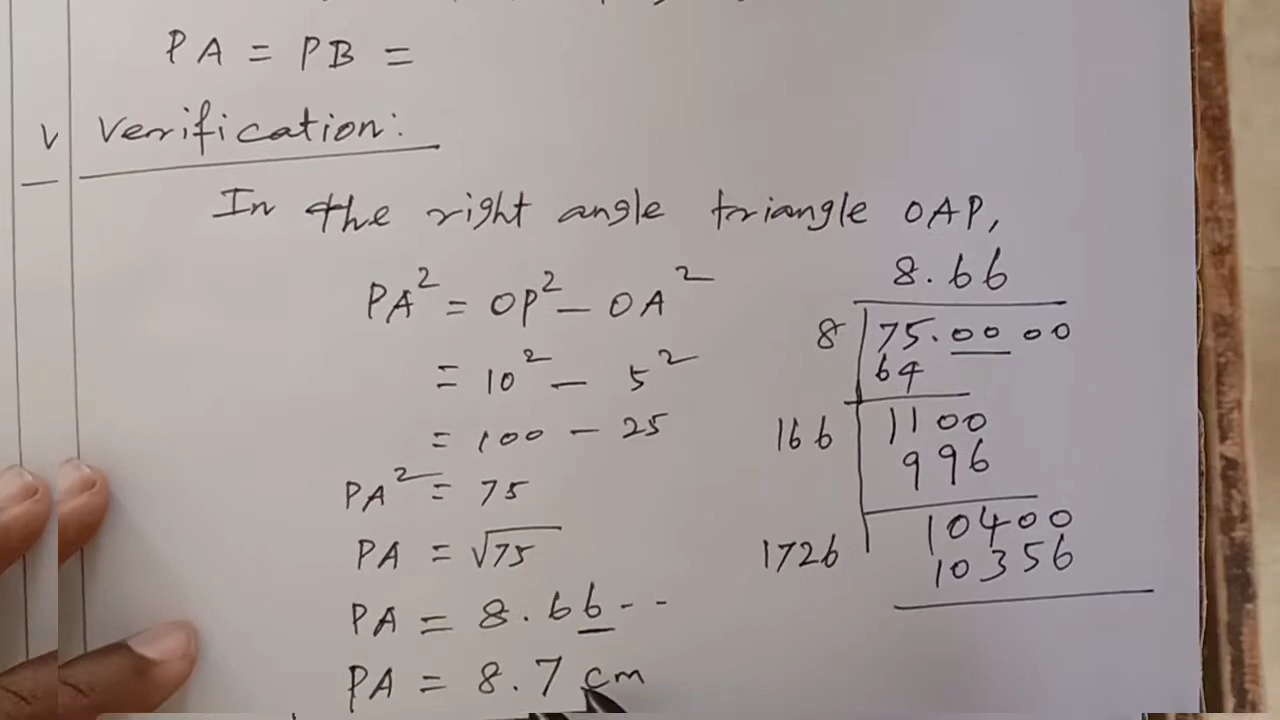 PA = PB =
V Verification:
In the right angle triangle OAP,
PA² = OP² – OA²
= 10² – 5²
= 100 – 25
PA² = 75
PA = √75
PA = 8.66--
PA = 8.7 cm
8.66
8 75.00 00
64
166 1100
996
1726 10400
10356